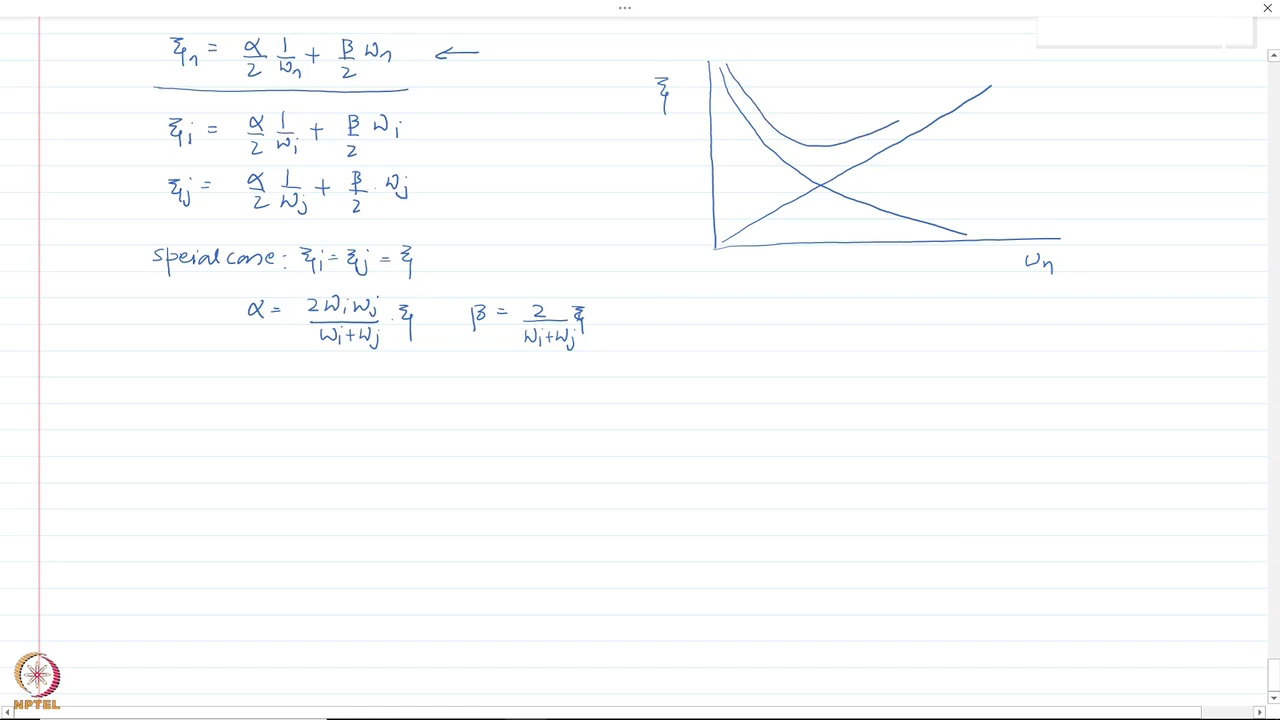 ξn = α/2 1/ωn + β/2 ωn ←
ξi = α/2 1/ωi + β/2 ωi
ξj = α/2 1/ωj + β/2 . ωj
speial case: ξi = ξj = ξ
α = 2ωiωj/(ωi+ωj) . ξ β = 2/(ωi+ωj) ξ
ξ
ωn
NPTEL